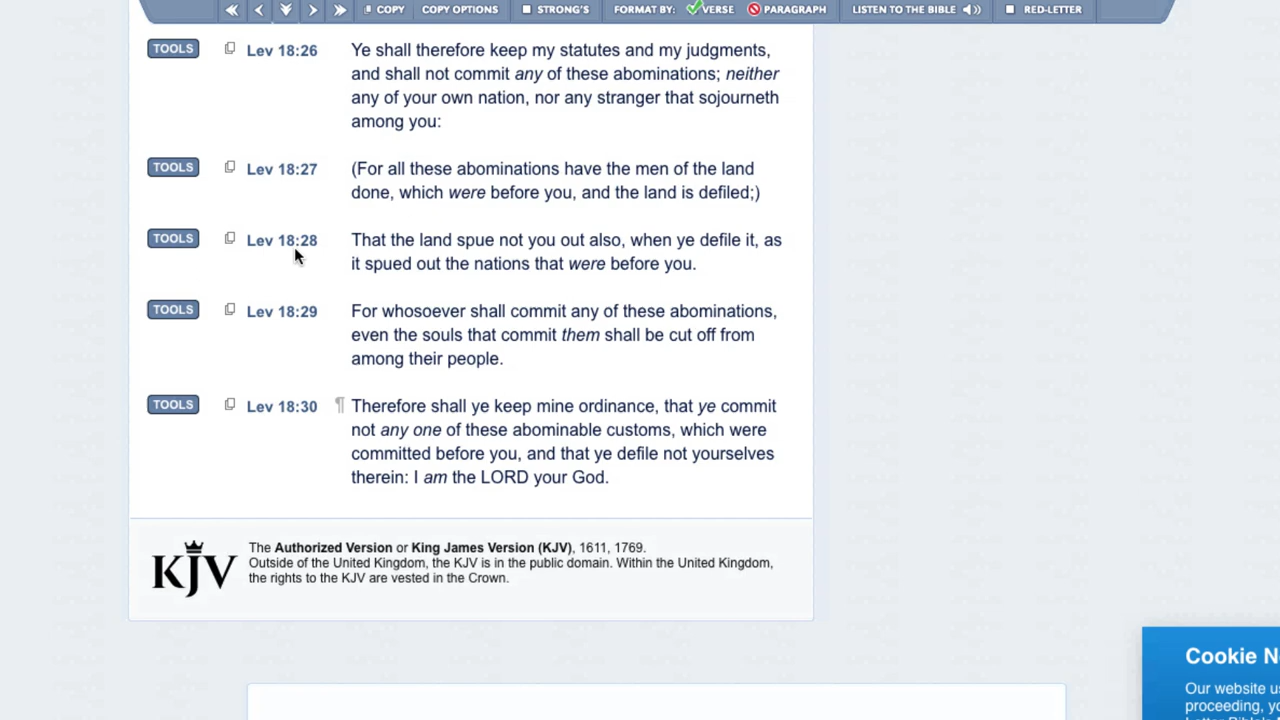 COPY COPY OPTIONS STRONG'S FORMAT BY: VERSE PARAGRAPH LISTEN TO THE BIBLE RED-LETTER
TOOLS Lev 18:26 Ye shall therefore keep my statutes and my judgments,
and shall not commit any of these abominations; neither
any of your own nation, nor any stranger that sojourneth
among you:
TOOLS Lev 18:27 (For all these abominations have the men of the land
done, which were before you, and the land is defiled;)
TOOLS Lev 18:28 That the land spue not you out also, when ye defile it, as
it spued out the nations that were before you.
TOOLS Lev 18:29 For whosoever shall commit any of these abominations,
even the souls that commit them shall be cut off from
among their people.
TOOLS Lev 18:30 ¶ Therefore shall ye keep mine ordinance, that ye commit
not any one of these abominable customs, which were
committed before you, and that ye defile not yourselves
therein: I am the LORD your God.
KJV
The Authorized Version or King James Version (KJV), 1611, 1769.
Outside of the United Kingdom, the KJV is in the public domain. Within the United Kingdom,
the rights to the KJV are vested in the Crown.
Cookie N
Our website u
proceeding, yo